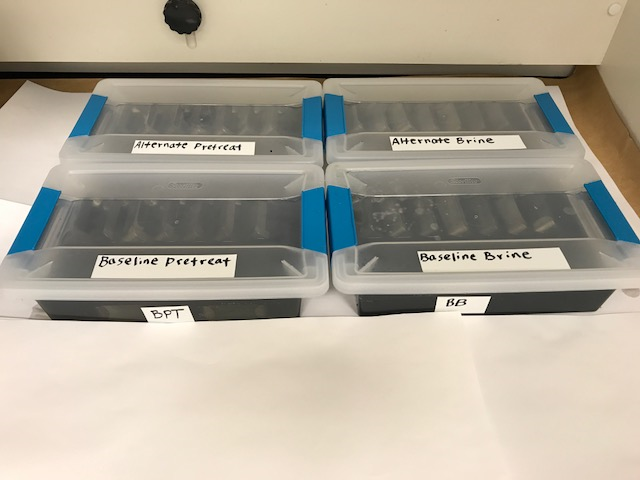 Alternate Pretreat
Alternate Brine
Baseline Pretreat
Baseline Brine
BPT
BB